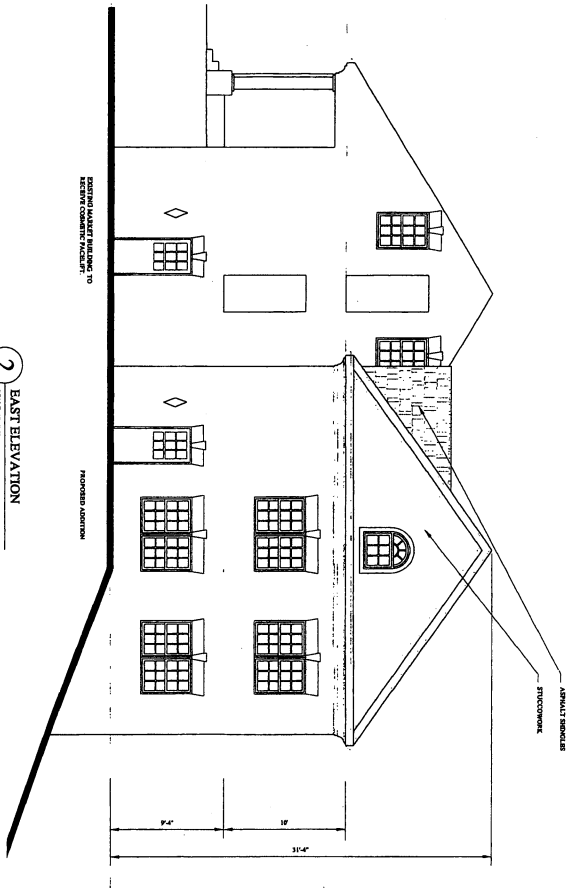 ASPHALT SHINGLES
STUCCOWORK
10'
9'-4"
31'-4"
EXISTING MARKET BUILDING TO
RECEIVE COSMETIC FACELIFT.
PROPOSED ADDITION
2
EAST ELEVATION